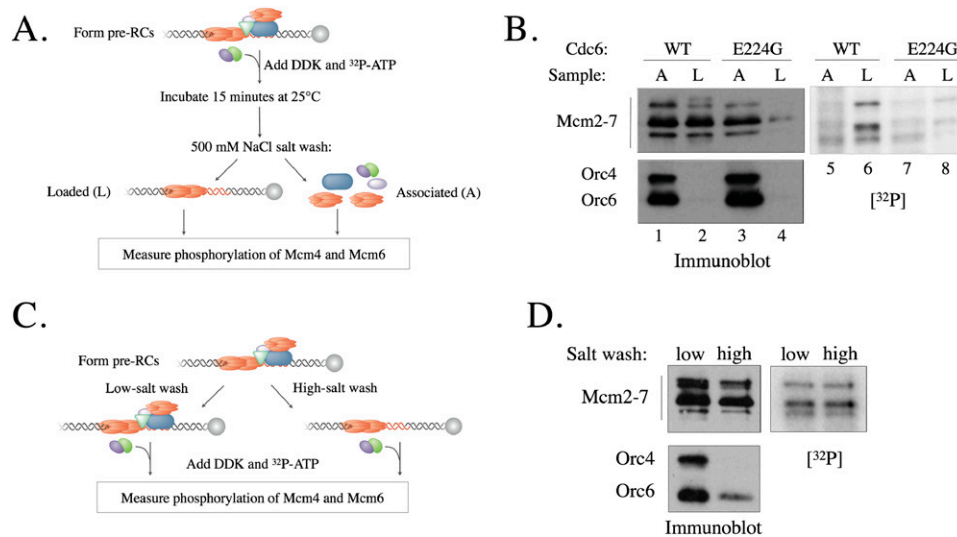 A.
Form pre-RCs
Add DDK and ³²P-ATP
Incubate 15 minutes at 25°C
500 mM NaCl salt wash:
Loaded (L)
Associated (A)
Measure phosphorylation of Mcm4 and Mcm6
B.
Cdc6: WT E224G WT E224G
Sample: A L A L A L A L
Mcm2-7
5 6 7 8
Orc4
Orc6
[³²P]
1 2 3 4
Immunoblot
C.
Form pre-RCs
Low-salt wash
High-salt wash
Add DDK and ³²P-ATP
Measure phosphorylation of Mcm4 and Mcm6
D.
Salt wash: low high low high
Mcm2-7
Orc4
[³²P]
Orc6
Immunoblot